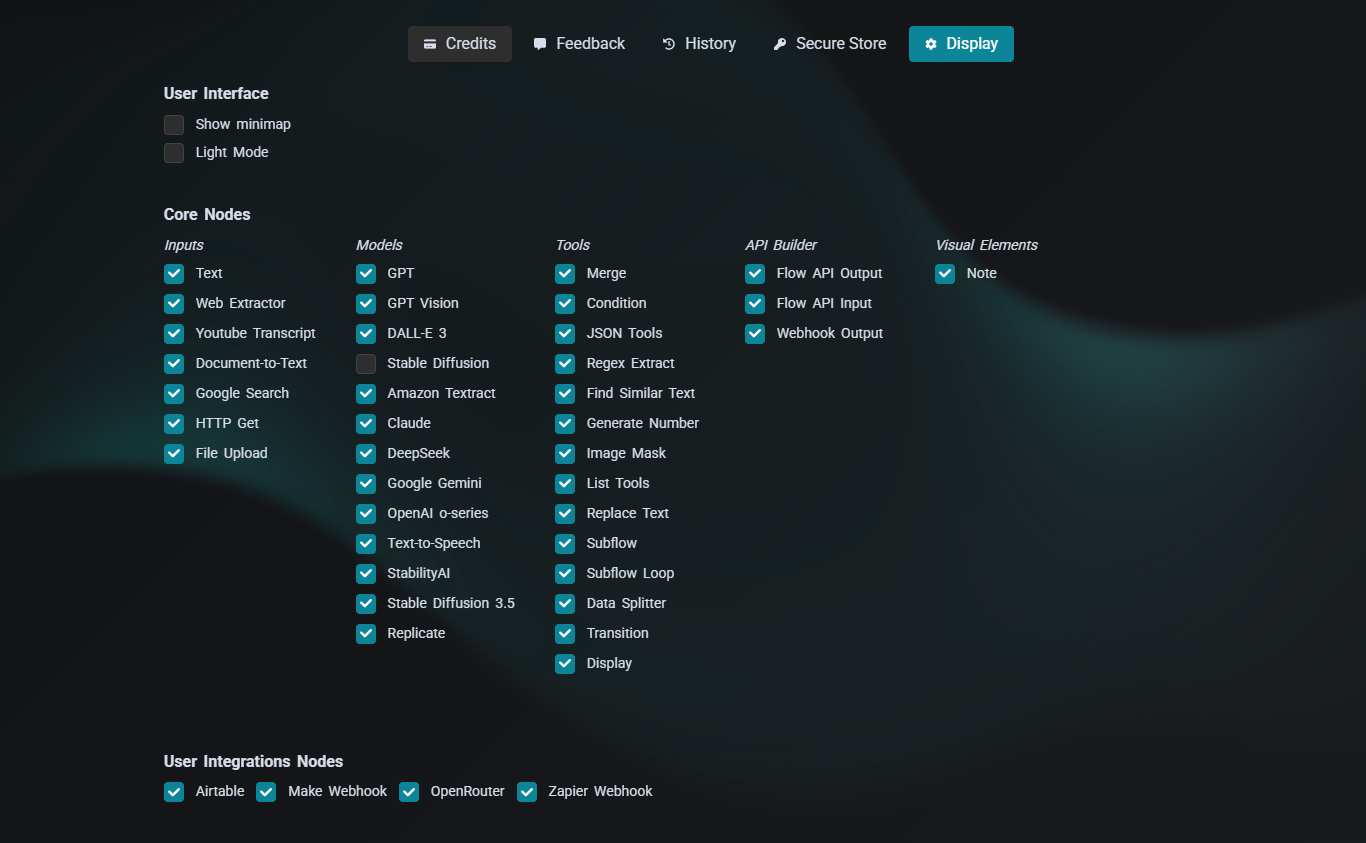 Credits Feedback History Secure Store Display
User Interface
Show minimap
Light Mode
Core Nodes
Inputs Models Tools API Builder Visual Elements
Text GPT Merge Flow API Output Note
Web Extractor GPT Vision Condition Flow API Input
Youtube Transcript DALL-E 3 JSON Tools Webhook Output
Document-to-Text Stable Diffusion Regex Extract
Google Search Amazon Textract Find Similar Text
HTTP Get Claude Generate Number
File Upload DeepSeek Image Mask
Google Gemini List Tools
OpenAI o-series Replace Text
Text-to-Speech Subflow
StabilityAI Subflow Loop
Stable Diffusion 3.5 Data Splitter
Replicate Transition
Display
User Integrations Nodes
Airtable Make Webhook OpenRouter Zapier Webhook